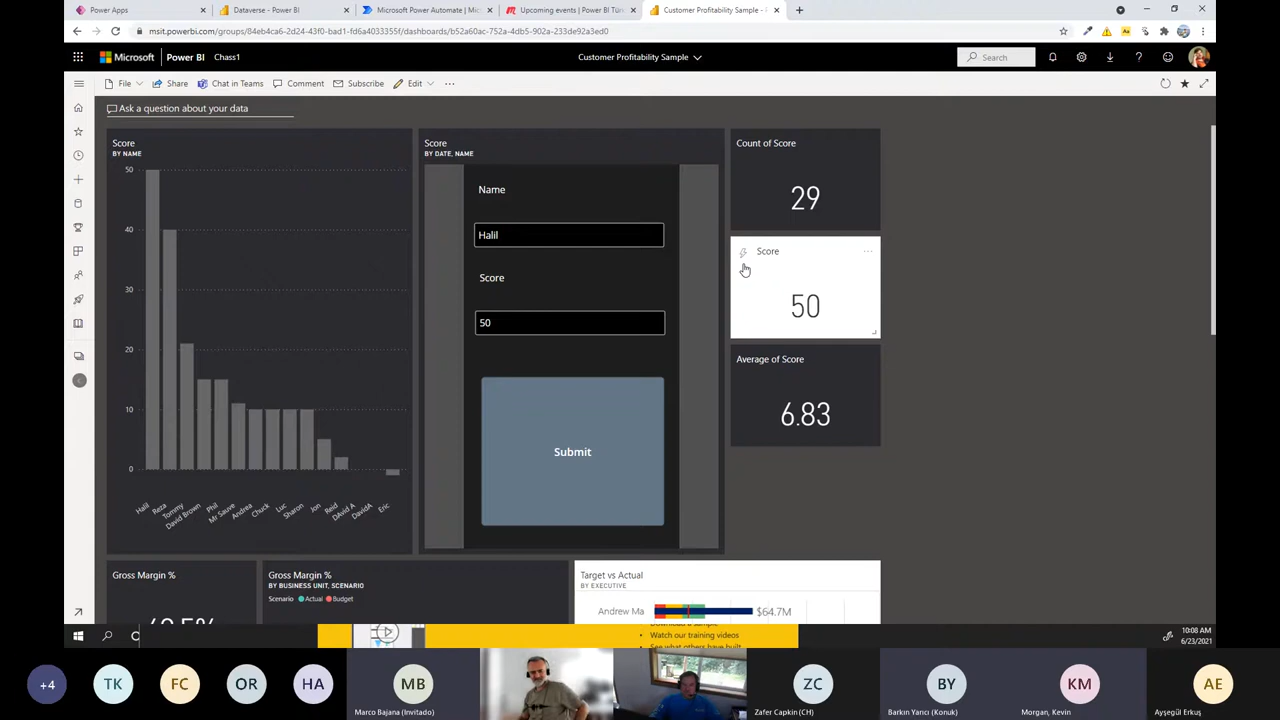 Power Apps
Dataverse - Power BI
Microsoft Power Automate | Mic
Upcoming events | Power BI Tür
Customer Profitability Sample - P
msit.powerbi.com/groups/84eb4ca6-2d24-43f0-bad1-fd6a4033355f/dashboards/b52a60ac-752a-4db5-902a-233de92a3ed0
Microsoft Power BI Chass1
Customer Profitability Sample
Search
File Share Chat in Teams Comment Subscribe Edit
Ask a question about your data
Score
BY NAME
50
40
30
20
10
0
Halil
Reza
Tommy
David Brown
Phil
Mr Sauve
Andrea
Chuck
Luc
Sharon
Jon
Reid
DAvid A
DavidA
Eric
Score
BY DATE, NAME
Name
Halil
Score
50
Submit
Count of Score
29
Score
50
Average of Score
6.83
Gross Margin %
Gross Margin %
BY BUSINESS UNIT, SCENARIO
Scenario Actual Budget
Target vs Actual
BY EXECUTIVE
Andrew Ma
$64.7M
Watch our training videos
10:08 AM
6/23/2021
+4
TK
FC
OR
HA
MB
Marco Bajana (Invitado)
ZC
Zafer Capkin (CH)
BY
Barkın Yarıcı (Konuk)
KM
Morgan, Kevin
AE
Ayşegül Erkuş